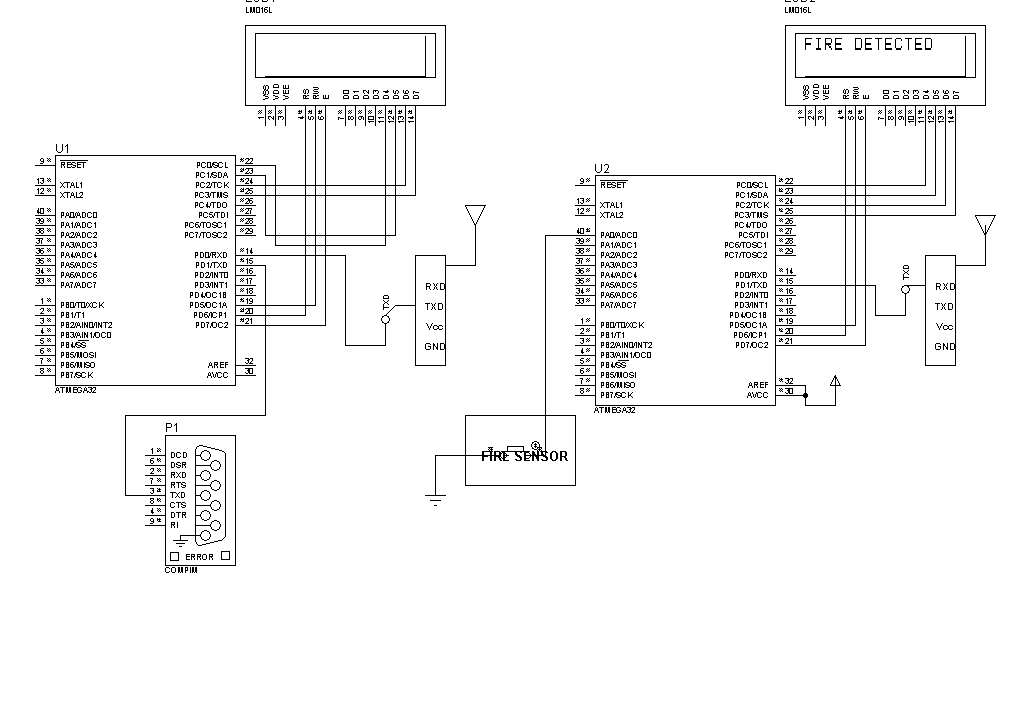 LM016L
VSS VDD VEE RS RW E D0 D1 D2 D3 D4 D5 D6 D7
1 2 3 4 5 6 7 8 9 10 11 12 13 14
LM016L
FIRE DETECTED
VSS VDD VEE RS RW E D0 D1 D2 D3 D4 D5 D6 D7
1 2 3 4 5 6 7 8 9 10 11 12 13 14
U1
9 RESET PC0/SCL 22
PC1/SDA 23
13 XTAL1 PC2/TCK 24
12 XTAL2 PC3/TMS 25
PC4/TDO 26
40 PA0/ADC0 PC5/TDI 27
39 PA1/ADC1 PC6/TOSC1 28
38 PA2/ADC2 PC7/TOSC2 29
37 PA3/ADC3
36 PA4/ADC4 PD0/RXD 14
35 PA5/ADC5 PD1/TXD 15
34 PA6/ADC6 PD2/INT0 16
33 PA7/ADC7 PD3/INT1 17
PD4/OC1B 18
1 PB0/T0/XCK PD5/OC1A 19
2 PB1/T1 PD6/ICP1 20
3 PB2/AIN0/INT2 PD7/OC2 21
4 PB3/AIN1/OC0
5 PB4/SS
6 PB5/MOSI
7 PB6/MISO AREF 32
8 PB7/SCK AVCC 30
ATMEGA32
TXD
RXD
TXD
Vcc
GND
U2
9 RESET PC0/SCL 22
PC1/SDA 23
13 XTAL1 PC2/TCK 24
12 XTAL2 PC3/TMS 25
PC4/TDO 26
40 PA0/ADC0 PC5/TDI 27
39 PA1/ADC1 PC6/TOSC1 28
38 PA2/ADC2 PC7/TOSC2 29
37 PA3/ADC3
36 PA4/ADC4 PD0/RXD 14
35 PA5/ADC5 PD1/TXD 15
34 PA6/ADC6 PD2/INT0 16
33 PA7/ADC7 PD3/INT1 17
PD4/OC1B 18
1 PB0/T0/XCK PD5/OC1A 19
2 PB1/T1 PD6/ICP1 20
3 PB2/AIN0/INT2 PD7/OC2 21
4 PB3/AIN1/OC0
5 PB4/SS
6 PB5/MOSI
7 PB6/MISO AREF 32
8 PB7/SCK AVCC 30
ATMEGA32
TXD
RXD
TXD
Vcc
GND
FIRE SENSOR
P1
1 DCD
6 DSR
2 RXD
7 RTS
3 TXD
8 CTS
4 DTR
9 RI
ERROR
COMPIM